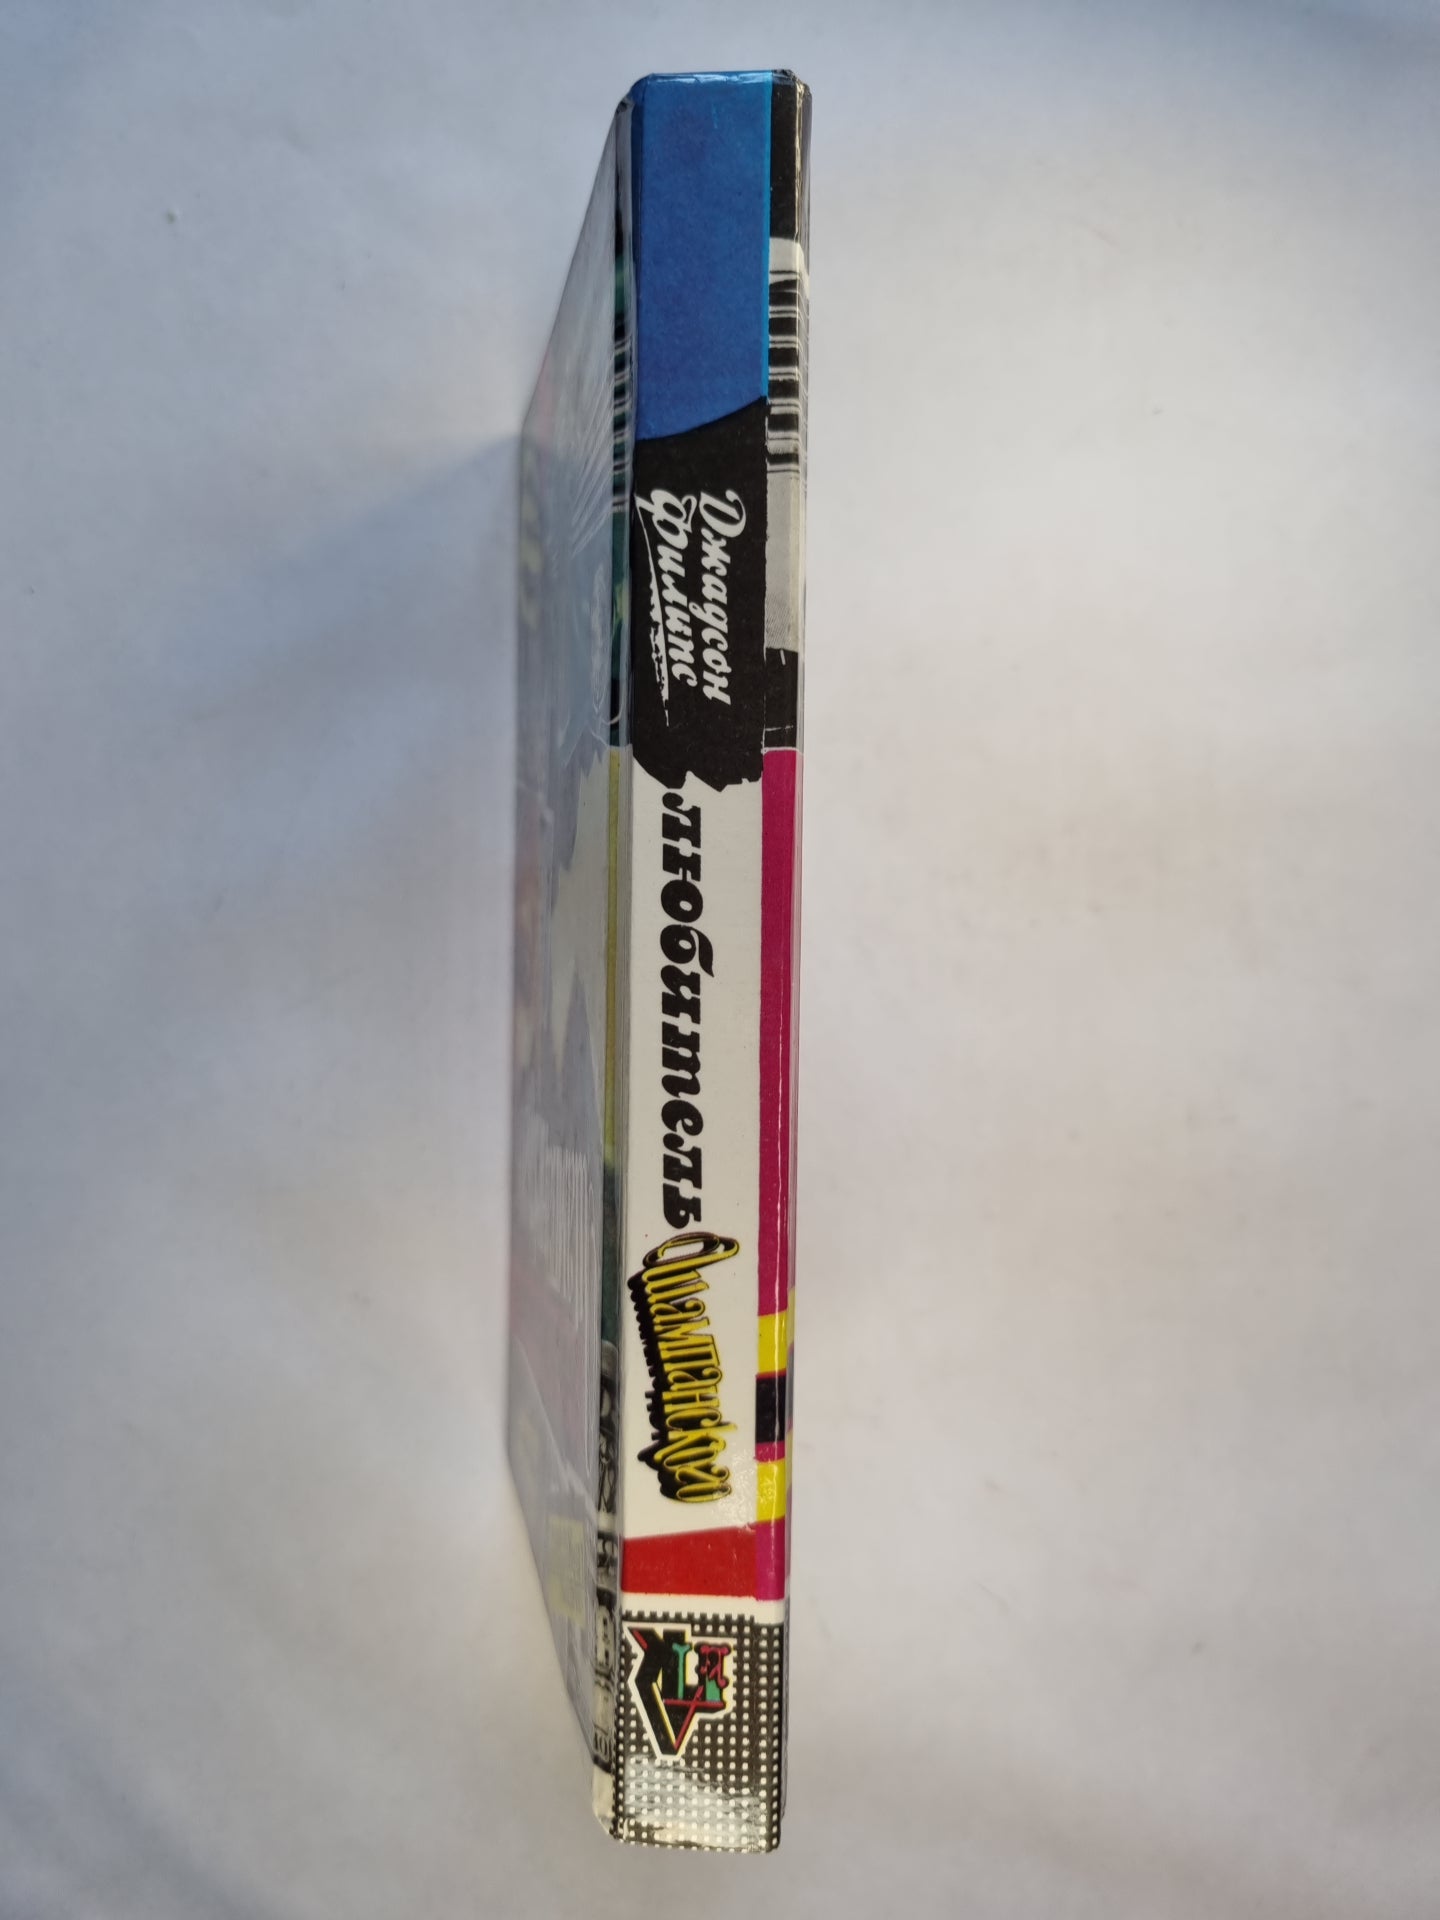 Джадсон
Филипс
любитель
Шампанского